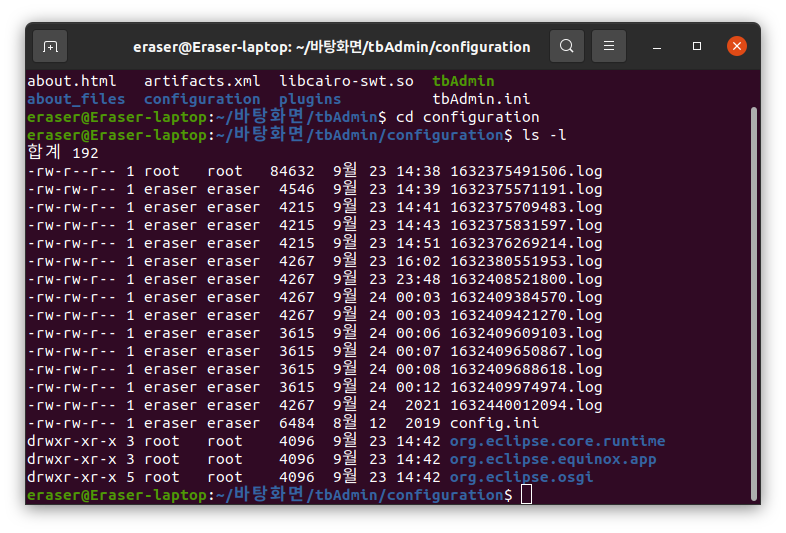 eraser@Eraser-laptop: ~/바탕화면/tbAdmin/configuration
about.html   artifacts.xml  libcairo-swt.so  tbAdmin
about_files  configuration  plugins          tbAdmin.ini
eraser@Eraser-laptop:~/바탕화면/tbAdmin$ cd configuration
eraser@Eraser-laptop:~/바탕화면/tbAdmin/configuration$ ls -l
합계 192
-rw-r--r-- 1 root   root   84632  9월 23 14:38 1632375491506.log
-rw-rw-r-- 1 eraser eraser  4546  9월 23 14:39 1632375571191.log
-rw-rw-r-- 1 eraser eraser  4215  9월 23 14:41 1632375709483.log
-rw-rw-r-- 1 eraser eraser  4215  9월 23 14:43 1632375831597.log
-rw-rw-r-- 1 eraser eraser  4215  9월 23 14:51 1632376269214.log
-rw-rw-r-- 1 eraser eraser  4267  9월 23 16:02 1632380551953.log
-rw-rw-r-- 1 eraser eraser  4267  9월 23 23:48 1632408521800.log
-rw-rw-r-- 1 eraser eraser  4267  9월 24 00:03 1632409384570.log
-rw-rw-r-- 1 eraser eraser  4267  9월 24 00:03 1632409421270.log
-rw-rw-r-- 1 eraser eraser  3615  9월 24 00:06 1632409609103.log
-rw-rw-r-- 1 eraser eraser  3615  9월 24 00:07 1632409650867.log
-rw-rw-r-- 1 eraser eraser  3615  9월 24 00:08 1632409688618.log
-rw-rw-r-- 1 eraser eraser  3615  9월 24 00:12 1632409974974.log
-rw-rw-r-- 1 eraser eraser  4267  9월 24  2021 1632440012094.log
-rw-rw-r-- 1 eraser eraser  6484  8월 12  2019 config.ini
drwxr-xr-x 3 root   root    4096  9월 23 14:42 org.eclipse.core.runtime
drwxr-xr-x 3 root   root    4096  9월 23 14:42 org.eclipse.equinox.app
drwxr-xr-x 5 root   root    4096  9월 23 14:42 org.eclipse.osgi
eraser@Eraser-laptop:~/바탕화면/tbAdmin/configuration$